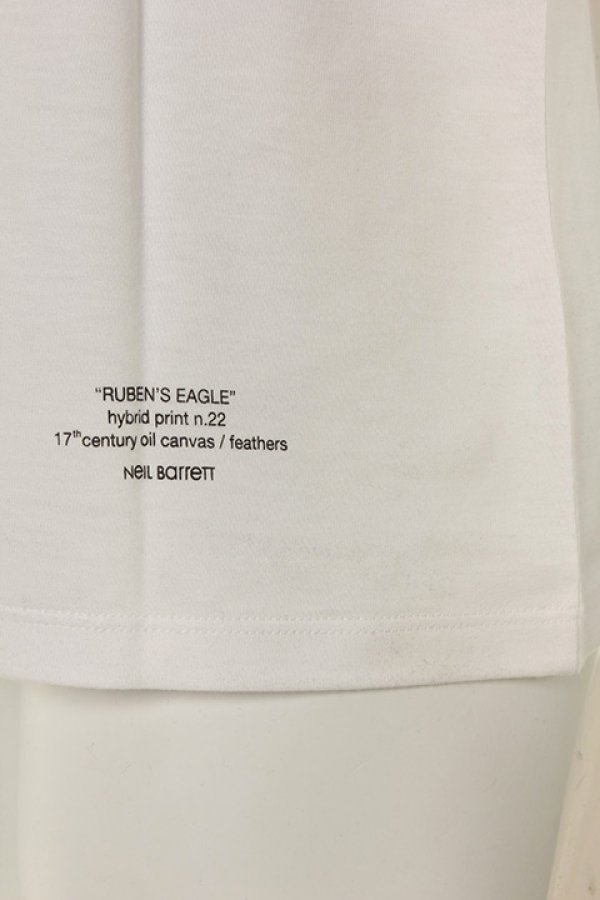 "RUBEN'S EAGLE"
hybrid print n.22
17th century oil canvas / feathers
Neil Barrett